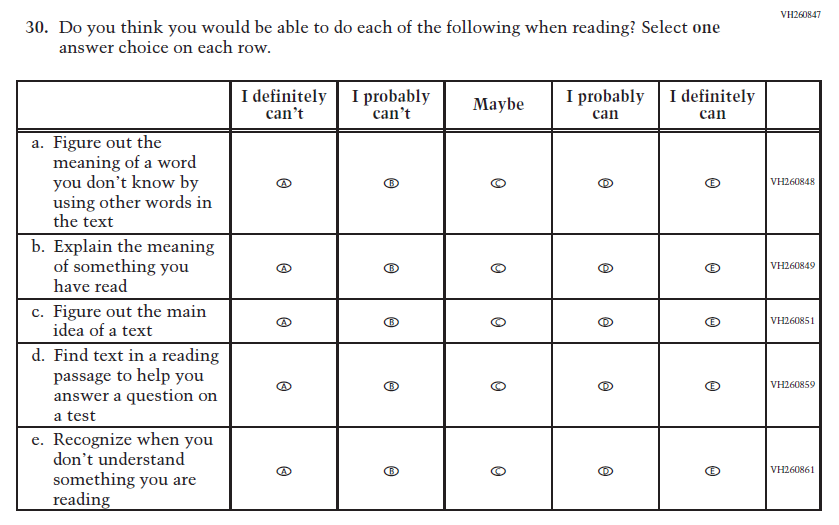 VH260847
30. Do you think you would be able to do each of the following when reading? Select one
answer choice on each row.
I definitely can't I probably can't Maybe I probably can I definitely can
a. Figure out the
meaning of a word
you don't know by
using other words in
the text
A B C D E VH260848
b. Explain the meaning
of something you
have read
A B C D E VH260849
c. Figure out the main
idea of a text
A B C D E VH260851
d. Find text in a reading
passage to help you
answer a question on
a test
A B C D E VH260859
e. Recognize when you
don't understand
something you are
reading
A B C D E VH260861